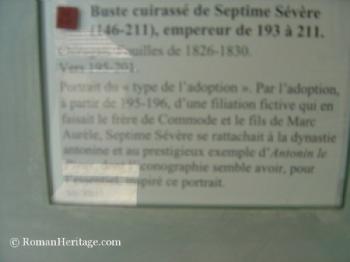 Buste cuirassé de Septime Sévère
(146-211), empereur de 193 à 211.
fouilles de 1826-1830.
Vers 195-201.
Portrait du « type de l'adoption ». Par l'adoption,
à partir de 195-196, d'une filiation fictive qui en
faisait le frère de Commode et le fils de Marc
Aurèle, Septime Sévère se rattachait à la dynastie
antonine et au prestigieux exemple d'Antonin le
dont l'iconographie semble avoir, pour
l'essentiel, inspiré ce portrait.
© RomanHeritage.com